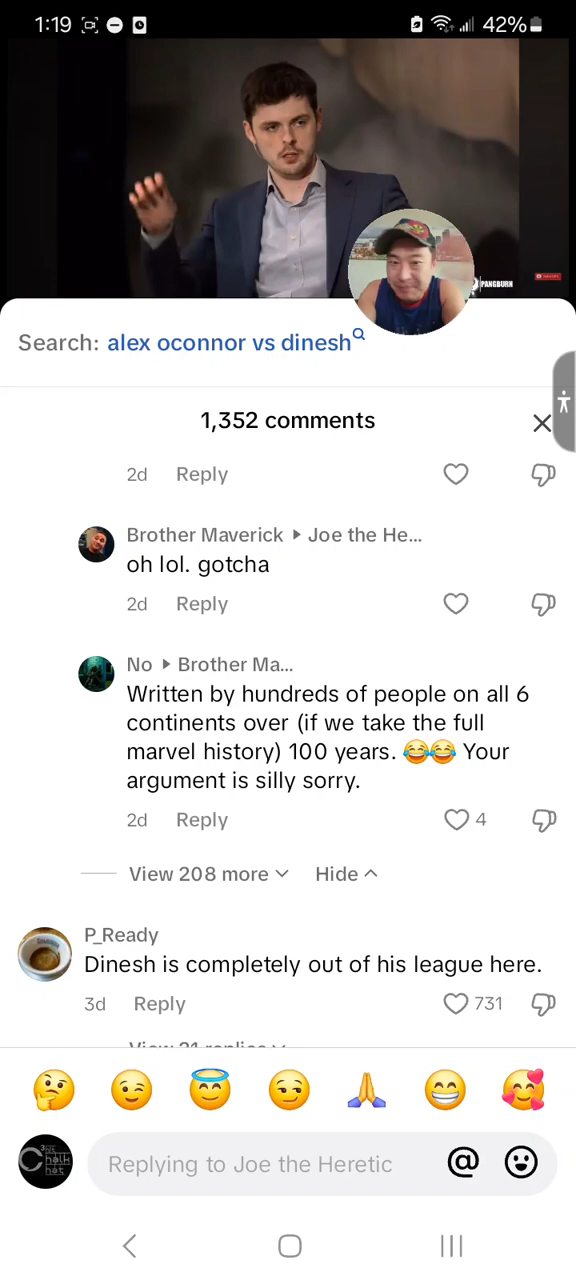 1:19
42%
PANGBURN
Search: alex oconnor vs dinesh
1,352 comments
2d Reply
Brother Maverick Joe the He...
oh lol. gotcha
2d Reply
No Brother Ma...
Written by hundreds of people on all 6
continents over (if we take the full
marvel history) 100 years. 😂😂 Your
argument is silly sorry.
2d Reply 4
View 208 more Hide
P_Ready
Dinesh is completely out of his league here.
3d Reply 731
View 21 replies
Replying to Joe the Heretic @